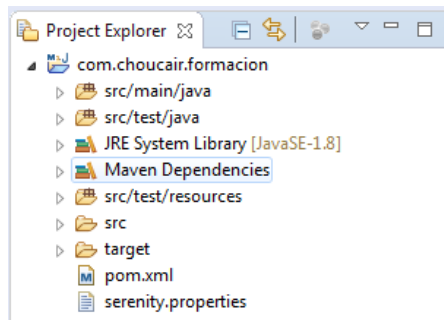 Project Explorer
com.choucair.formacion
src/main/java
src/test/java
JRE System Library [JavaSE-1.8]
Maven Dependencies
src/test/resources
src
target
pom.xml
serenity.properties